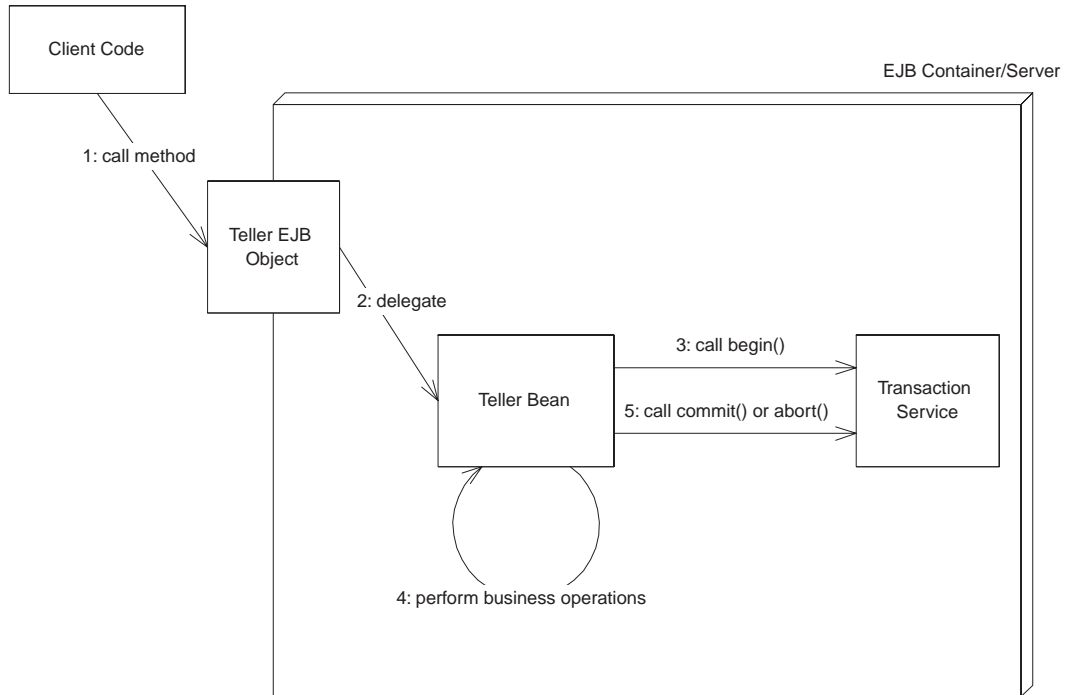 Client Code
EJB Container/Server
1: call method
Teller EJB
Object
2: delegate
3: call begin()
Teller Bean
Transaction
Service
5: call commit() or abort()
4: perform business operations